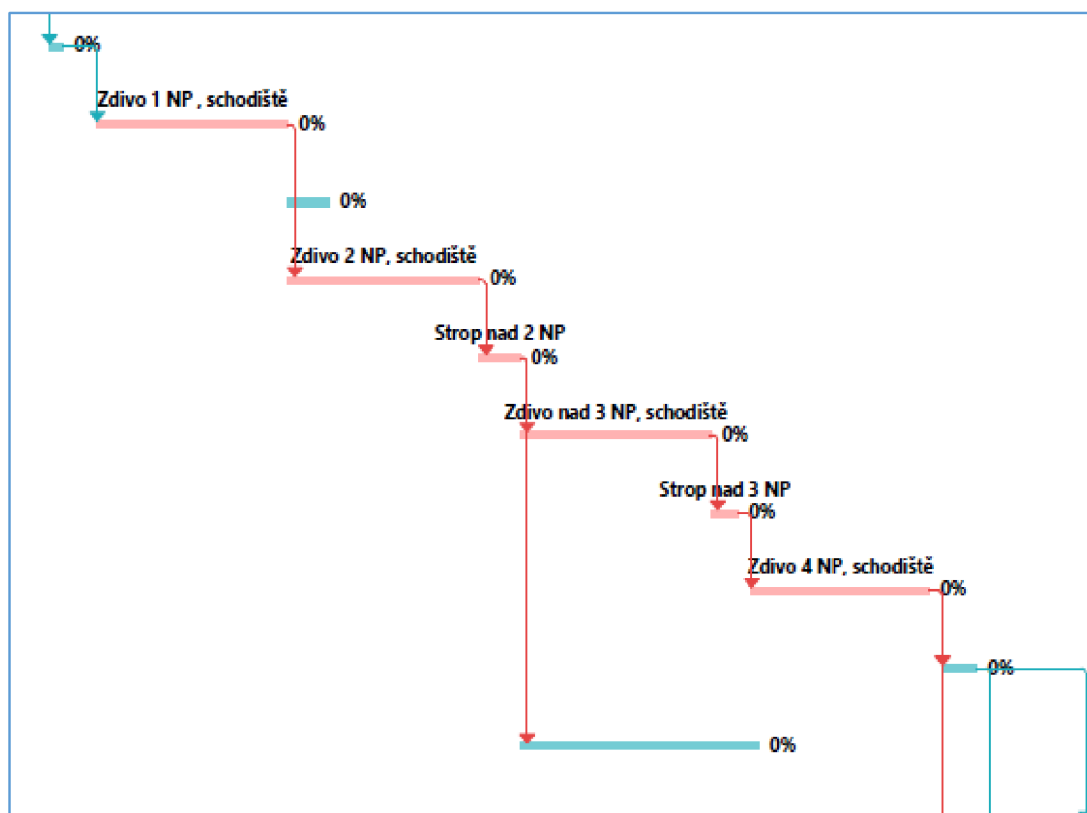 0%
Zdivo 1 NP , schodiště
0%
0%
Zdivo 2 NP, schodiště
0%
Strop nad 2 NP
0%
Zdivo nad 3 NP, schodiště
0%
Strop nad 3 NP
0%
Zdivo 4 NP, schodiště
0%
0%
0%